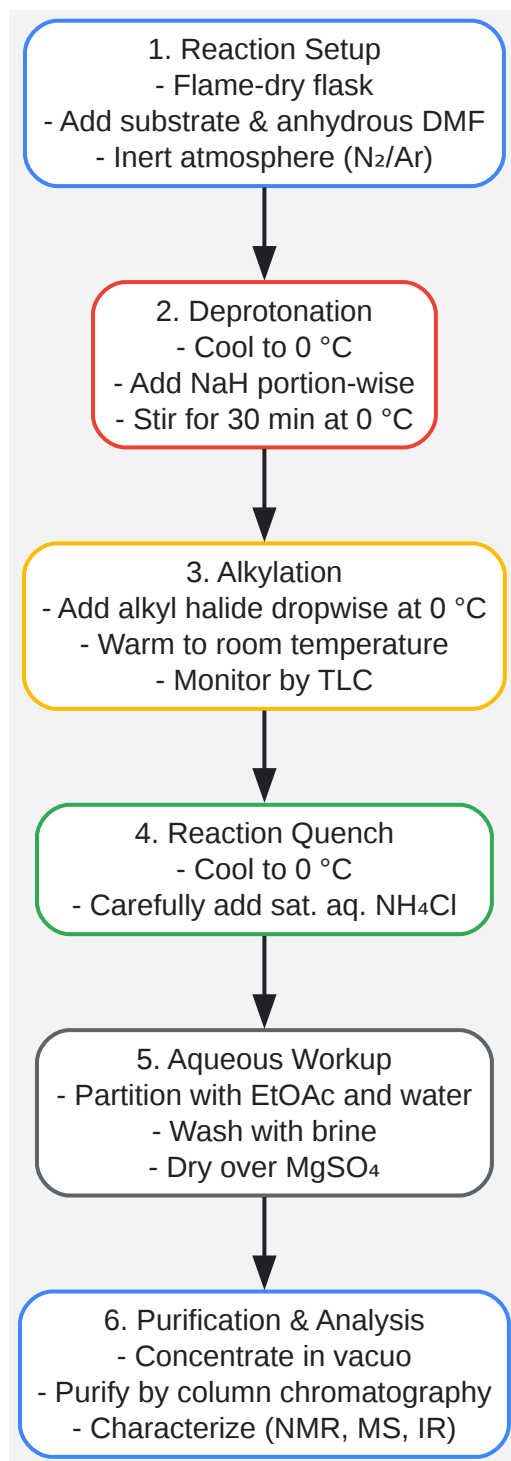 1. Reaction Setup
- Flame-dry flask
- Add substrate & anhydrous DMF
- Inert atmosphere (N₂/Ar)
2. Deprotonation
- Cool to 0 °C
- Add NaH portion-wise
- Stir for 30 min at 0 °C
3. Alkylation
- Add alkyl halide dropwise at 0 °C
- Warm to room temperature
- Monitor by TLC
4. Reaction Quench
- Cool to 0 °C
- Carefully add sat. aq. NH₄Cl
5. Aqueous Workup
- Partition with EtOAc and water
- Wash with brine
- Dry over MgSO₄
6. Purification & Analysis
- Concentrate in vacuo
- Purify by column chromatography
- Characterize (NMR, MS, IR)